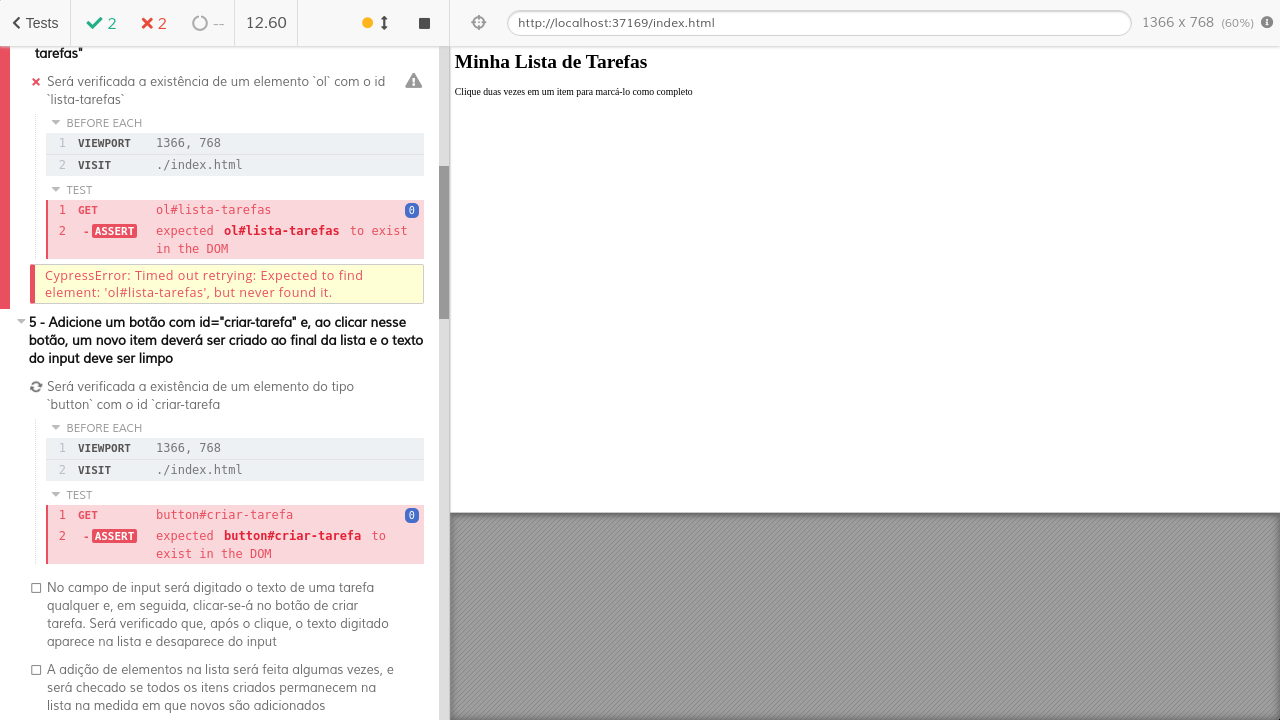 Tests
2
2
--
12.60
http://localhost:37169/index.html
1366 x 768 (60%)
tarefas"
Será verificada a existência de um elemento `ol` com o id
`lista-tarefas`
BEFORE EACH
1 VIEWPORT 1366, 768
2 VISIT ./index.html
TEST
1 GET ol#lista-tarefas 0
2 -ASSERT expected ol#lista-tarefas to exist
in the DOM
CypressError: Timed out retrying: Expected to find
element: 'ol#lista-tarefas', but never found it.
5 - Adicione um botão com id="criar-tarefa" e, ao clicar nesse
botão, um novo item deverá ser criado ao final da lista e o texto
do input deve ser limpo
Será verificada a existência de um elemento do tipo
`button` com o id `criar-tarefa
BEFORE EACH
1 VIEWPORT 1366, 768
2 VISIT ./index.html
TEST
1 GET button#criar-tarefa 0
2 -ASSERT expected button#criar-tarefa to
exist in the DOM
No campo de input será digitado o texto de uma tarefa
qualquer e, em seguida, clicar-se-á no botão de criar
tarefa. Será verificado que, após o clique, o texto digitado
aparece na lista e desaparece do input
A adição de elementos na lista será feita algumas vezes, e
será checado se todos os itens criados permanecem na
lista na medida em que novos são adicionados
Minha Lista de Tarefas
Clique duas vezes em um item para marcá-lo como completo